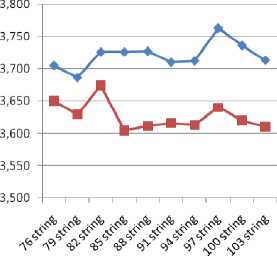 3,800
3,750
3,700
3,650
3,600
3,550
3,500
76 string
79 string
82 string
85 string
88 string
91 string
94 string
97 string
100 string
103 string